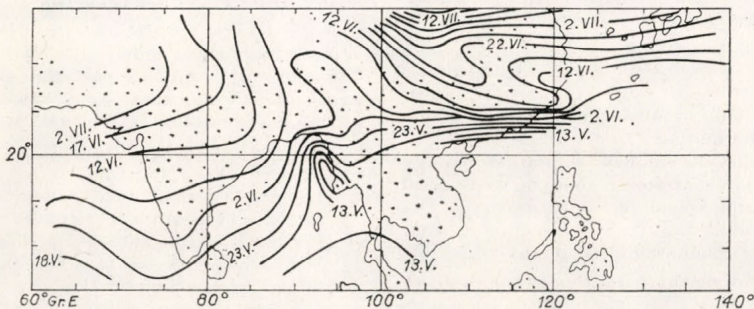 12.VI.
12.VII.
2.VII.
22.VI.
12.VI.
2.VII.
17.VI.
23.V.
2.VI.
13.V.
20°
12.VI.
2.VI.
13.V.
23.V.
18.V.
13.V.
60° Gr.E
80°
100°
120°
140°